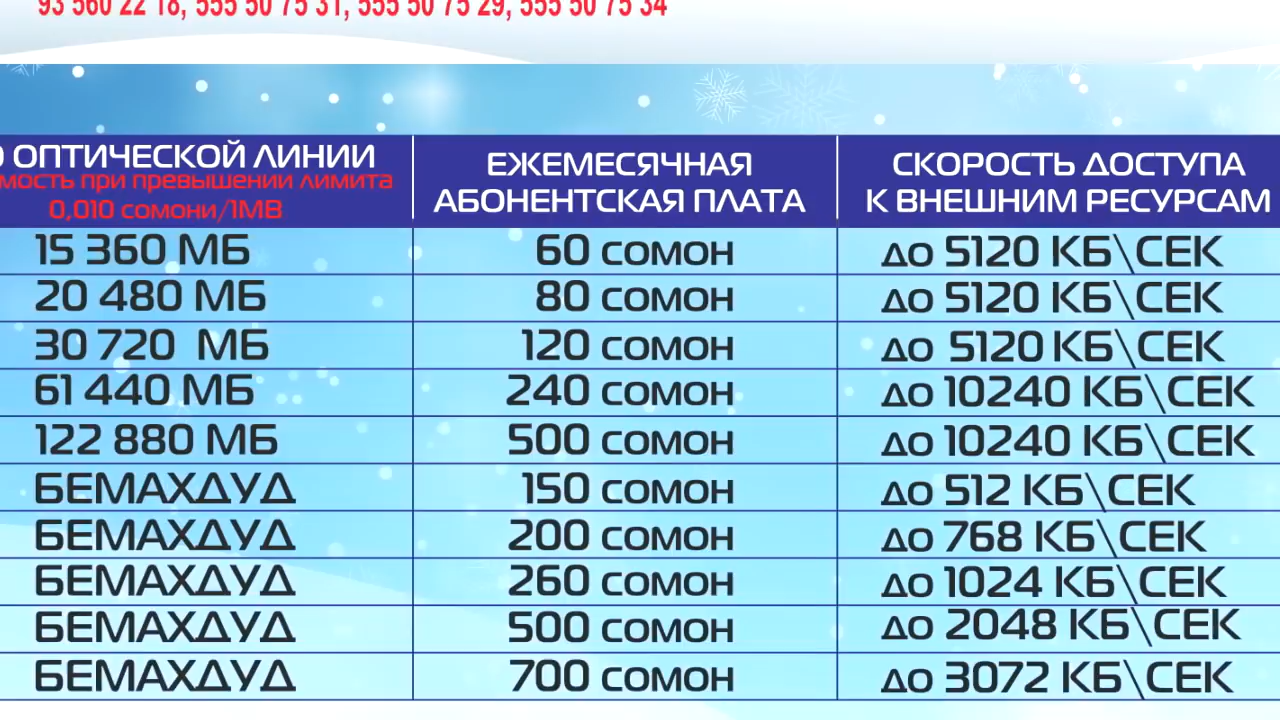 93 560 22 18, 555 50 75 31, 555 50 75 29, 555 50 75 34
О ОПТИЧЕСКОЙ ЛИНИИ
мость при превышении лимита
0,010 сомони/1МВ
ЕЖЕМЕСЯЧНАЯ
АБОНЕНТСКАЯ ПЛАТА
СКОРОСТЬ ДОСТУПА
К ВНЕШНИМ РЕСУРСАМ
15 360 МБ 60 сомон до 5120 КБ\СЕК
20 480 МБ 80 сомон до 5120 КБ\СЕК
30 720 МБ 120 сомон до 5120 КБ\СЕК
61 440 МБ 240 сомон до 10240 КБ\СЕК
122 880 МБ 500 сомон до 10240 КБ\СЕК
БЕМАХДУД 150 сомон до 512 КБ\СЕК
БЕМАХДУД 200 сомон до 768 КБ\СЕК
БЕМАХДУД 260 сомон до 1024 КБ\СЕК
БЕМАХДУД 500 сомон до 2048 КБ\СЕК
БЕМАХДУД 700 сомон до 3072 КБ\СЕК